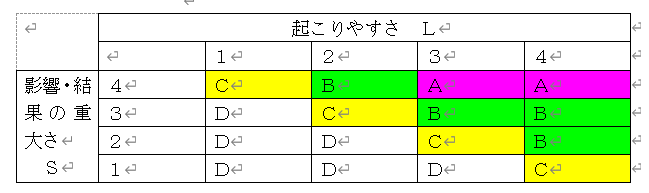 起こりやすさ　L
1 2 3 4
影響・結果の重大さ
S
4 C B A A
3 D C B B
2 D D C B
1 D D D C